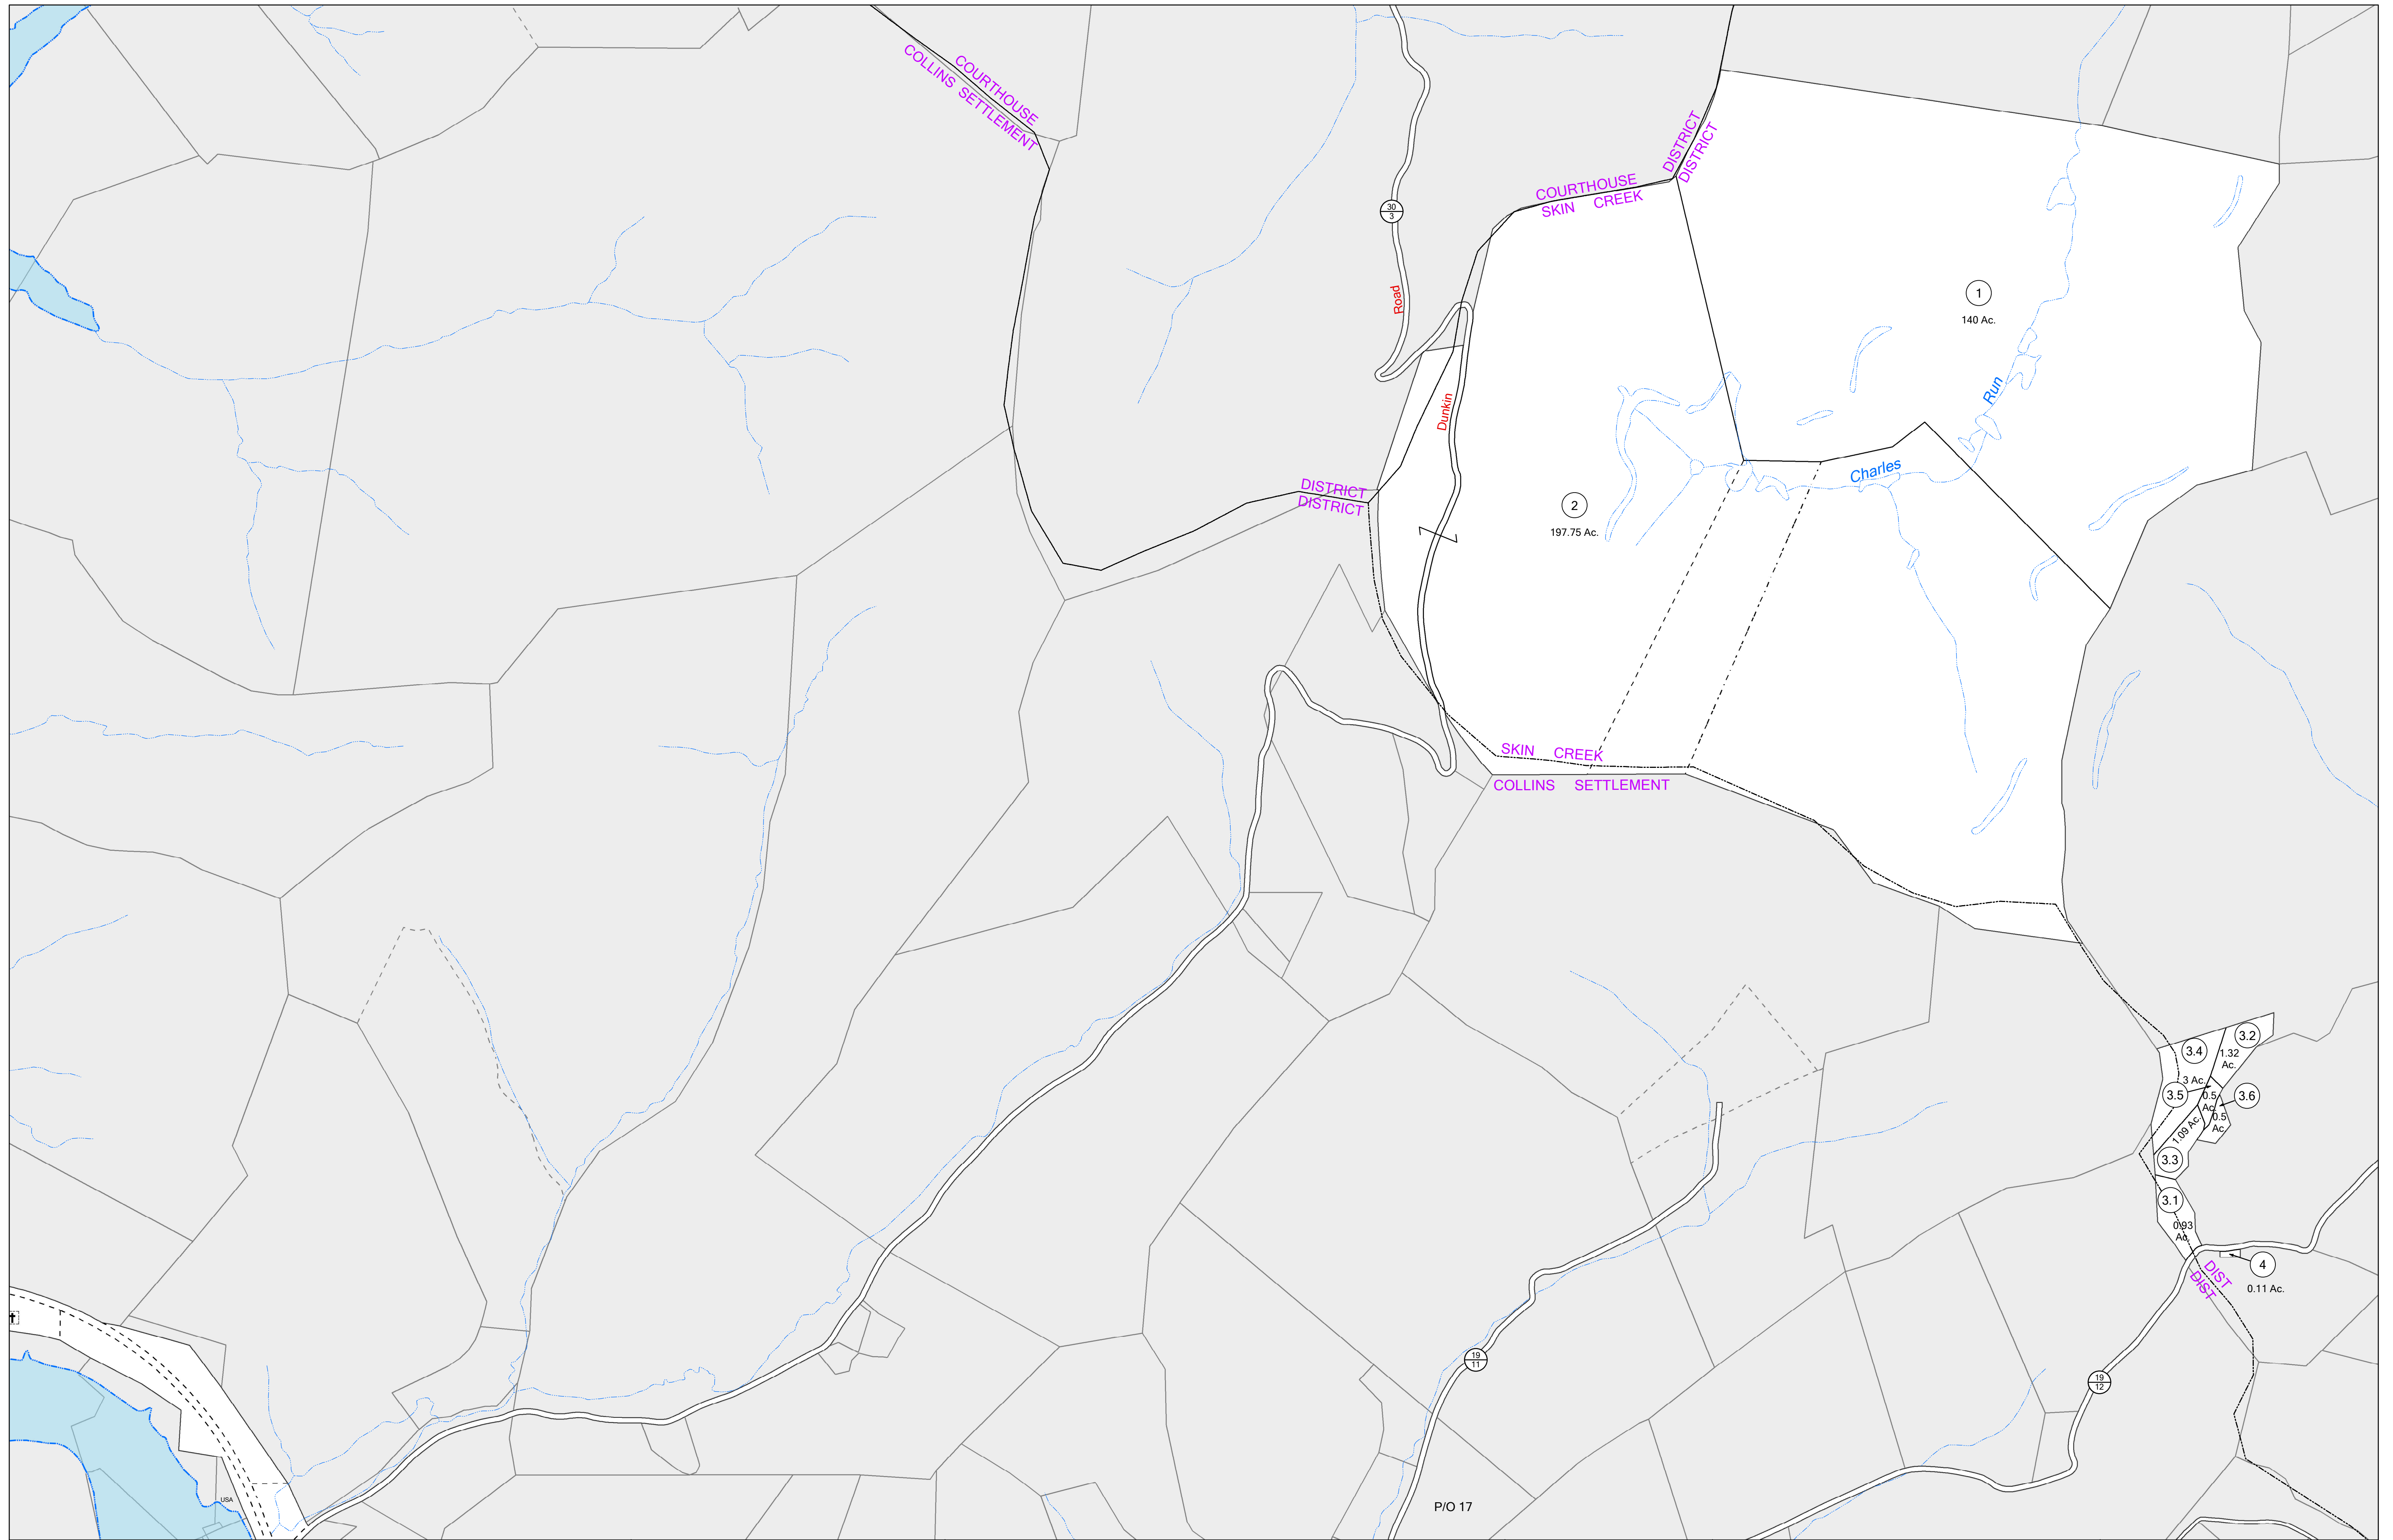 COURTHOUSE
COLLINS SETTLEMENT
DISTRICT
DISTRICT
COURTHOUSE
SKIN CREEK
30
3
Road
1
140 Ac.
Run
Dunkin
Charles
DISTRICT
DISTRICT
2
197.75 Ac.
SKIN CREEK
COLLINS SETTLEMENT
3.2
3.4
1.32
Ac.
3 Ac.
3.5
0.5
Ac.
3.6
0.5
Ac.
1.09 Ac.
3.3
3.1
0.93
Ac.
4
0.11 Ac.
DIST
DIST
19
11
19
12
USA
P/O 17